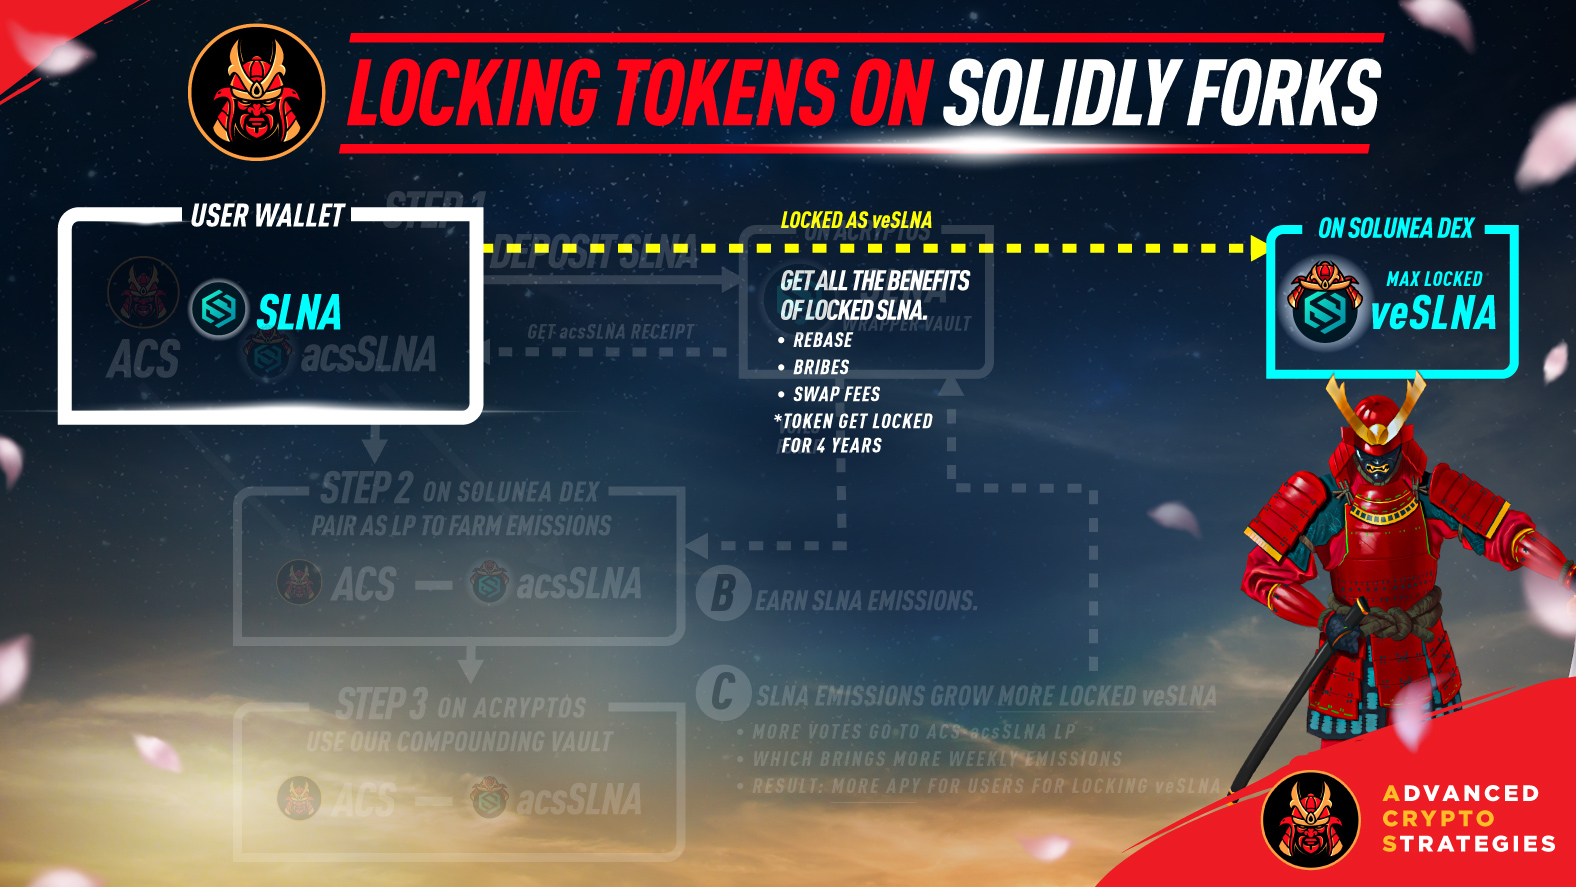 LOCKING TOKENS ON SOLIDLY FORKS
STEP 1
USER WALLET
DEPOSIT SLNA
SLNA
ACS
acsSLNA
GET acsSLNA RECEIPT
LOCKED AS veSLNA
ON ACRYPTOS
WRAPPER VAULT
GET ALL THE BENEFITS
OF LOCKED SLNA.
• REBASE
• BRIBES
• SWAP FEES
*TOKEN GET LOCKED
FOR 4 YEARS
ON SOLUNEA DEX
MAX LOCKED
veSLNA
STEP 2 ON SOLUNEA DEX
PAIR AS LP TO FARM EMISSIONS
ACS — acsSLNA
B
EARN SLNA EMISSIONS.
C
SLNA EMISSIONS GROW MORE LOCKED veSLNA
• MORE VOTES GO TO ACS-acsSLNA LP
• WHICH BRINGS MORE WEEKLY EMISSIONS
• RESULT: MORE APY FOR USERS FOR LOCKING veSLNA
STEP 3 ON ACRYPTOS
USE OUR COMPOUNDING VAULT
ACS — acsSLNA
ADVANCED
CRYPTO
STRATEGIES